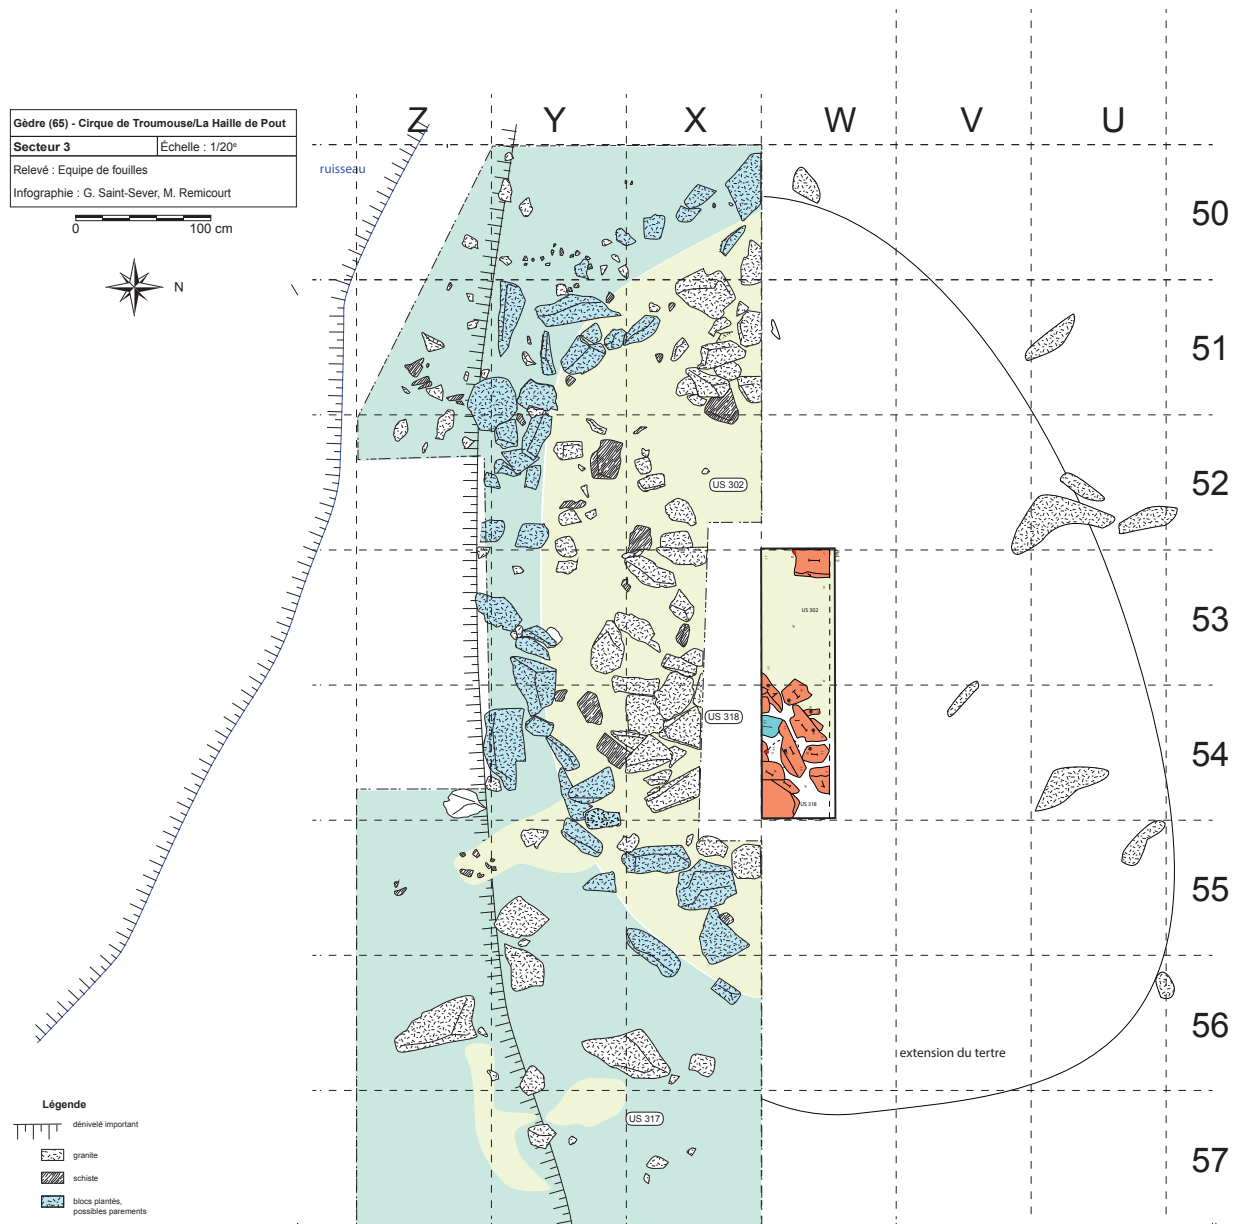 Gèdre (65) - Cirque de Troumouse/La Haille de Pout
Secteur 3
Échelle : 1/20e
Relevé : Equipe de fouilles
Infographie : G. Saint-Sever, M. Remicourt
0 100 cm
N
ruisseau
Z Y X W V U
50
51
52
53
54
55
56
57
US 302
US 302
US 318
US 318
extension du tertre
US 317
Légende
dénivelé important
granite
schiste
blocs plantés,
possibles parements